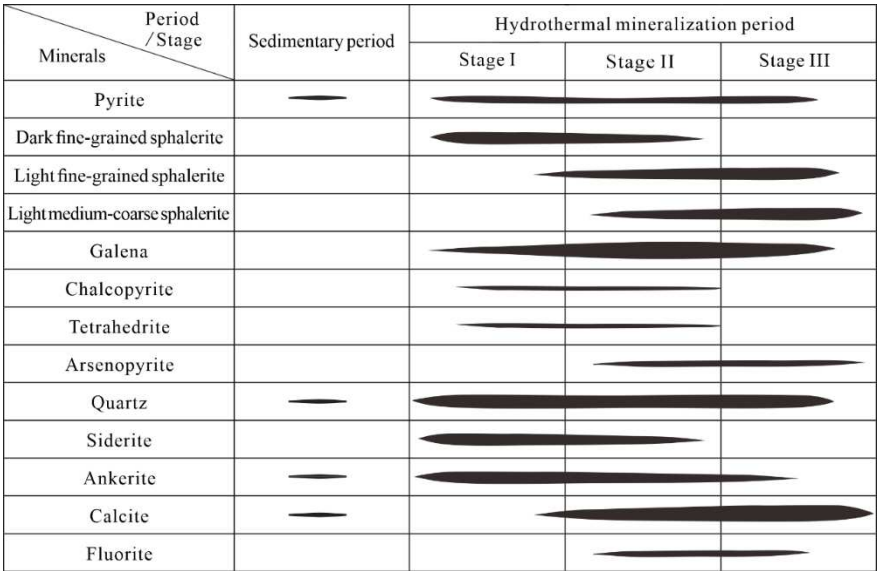 Period
/Stage
Minerals
Sedimentary period
Hydrothermal mineralization period
Stage I
Stage II
Stage III
Pyrite
Dark fine-grained sphalerite
Light fine-grained sphalerite
Light medium-coarse sphalerite
Galena
Chalcopyrite
Tetrahedrite
Arsenopyrite
Quartz
Siderite
Ankerite
Calcite
Fluorite